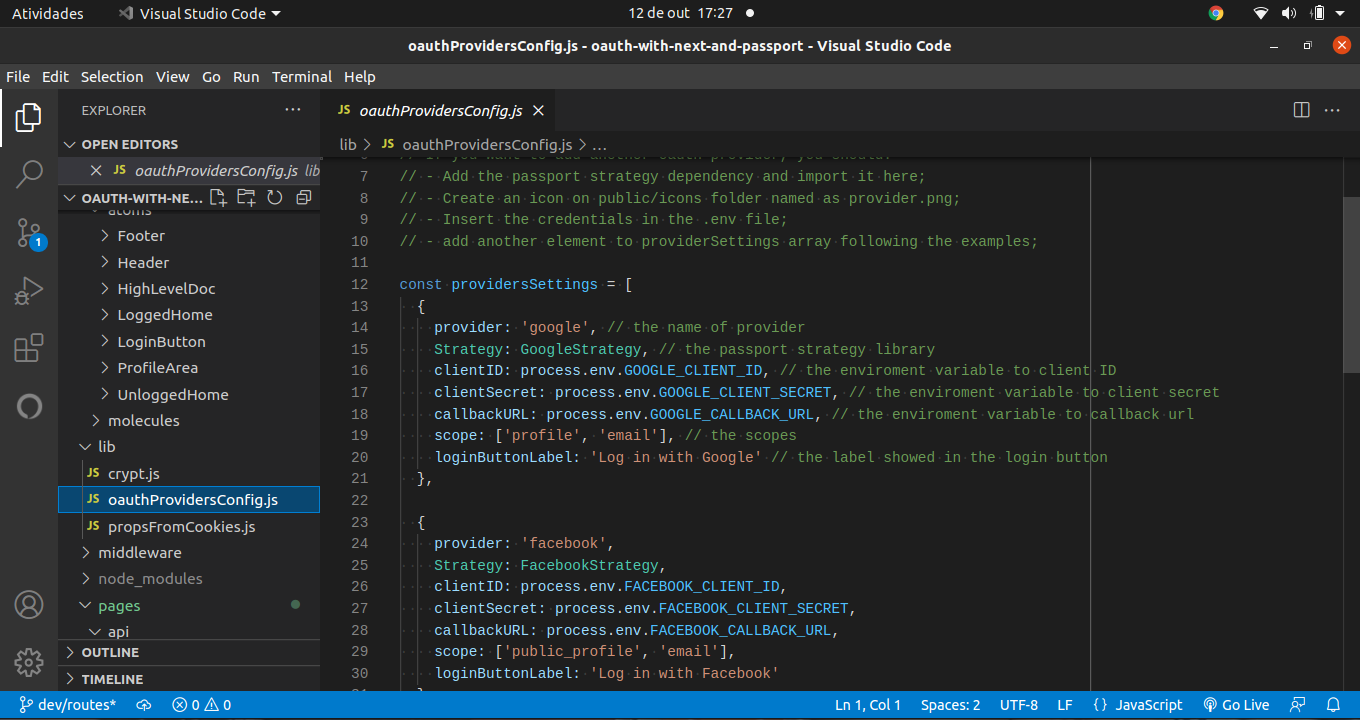 Atividades
Visual Studio Code
12 de out 17:27
oauthProvidersConfig.js - oauth-with-next-and-passport - Visual Studio Code
File Edit Selection View Go Run Terminal Help
EXPLORER
OPEN EDITORS
JS oauthProvidersConfig.js lib
OAUTH-WITH-NE...
atoms
Footer
Header
HighLevelDoc
LoggedHome
LoginButton
ProfileArea
UnloggedHome
molecules
lib
JS crypt.js
JS oauthProvidersConfig.js
JS propsFromCookies.js
middleware
node_modules
pages
api
OUTLINE
TIMELINE
1
JS oauthProvidersConfig.js
lib > JS oauthProvidersConfig.js > ...
6 // If you want to add another oauth provider, you should:
7 // - Add the passport strategy dependency and import it here;
8 // - Create an icon on public/icons folder named as provider.png;
9 // - Insert the credentials in the .env file;
10 // - add another element to providerSettings array following the examples;
11
12 const providersSettings = [
13 {
14 provider: 'google', // the name of provider
15 Strategy: GoogleStrategy, // the passport strategy library
16 clientID: process.env.GOOGLE_CLIENT_ID, // the enviroment variable to client ID
17 clientSecret: process.env.GOOGLE_CLIENT_SECRET, // the enviroment variable to client secret
18 callbackURL: process.env.GOOGLE_CALLBACK_URL, // the enviroment variable to callback url
19 scope: ['profile', 'email'], // the scopes
20 loginButtonLabel: 'Log in with Google' // the label showed in the login button
21 },
22
23 {
24 provider: 'facebook',
25 Strategy: FacebookStrategy,
26 clientID: process.env.FACEBOOK_CLIENT_ID,
27 clientSecret: process.env.FACEBOOK_CLIENT_SECRET,
28 callbackURL: process.env.FACEBOOK_CALLBACK_URL,
29 scope: ['public_profile', 'email'],
30 loginButtonLabel: 'Log in with Facebook'
dev/routes* 0 0 Ln 1, Col 1 Spaces: 2 UTF-8 LF {} JavaScript Go Live